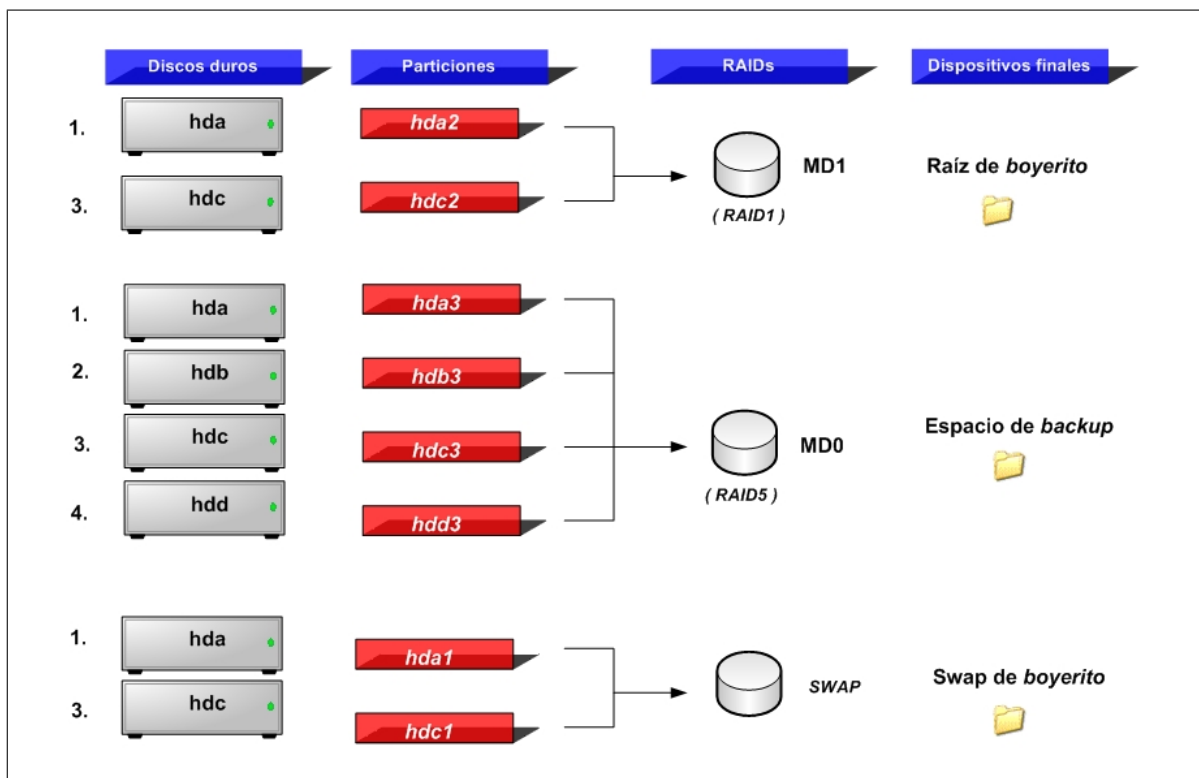 Discos duros Particiones RAIDs Dispositivos finales
1. hda hda2
MD1 Raíz de boyerito
3. hdc hdc2
( RAID1 )
1. hda hda3
2. hdb hdb3
Espacio de backup
3. hdc hdc3 MD0
( RAID5 )
4. hdd hdd3
1. hda hda1
SWAP Swap de boyerito
3. hdc hdc1